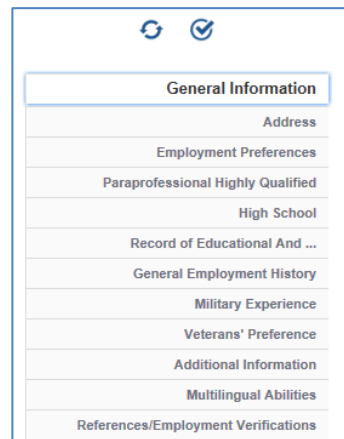 General Information
Address
Employment Preferences
Paraprofessional Highly Qualified
High School
Record of Educational And ...
General Employment History
Military Experience
Veterans' Preference
Additional Information
Multilingual Abilities
References/Employment Verifications